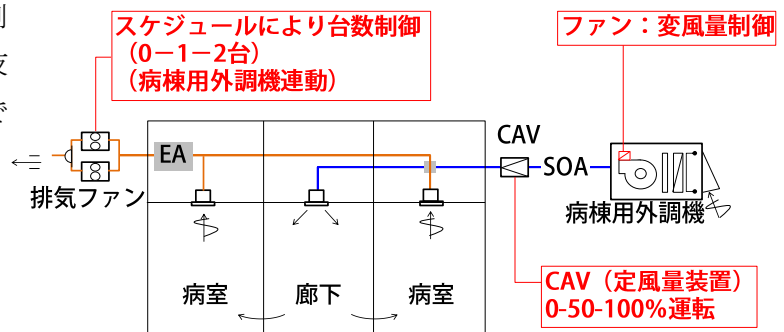 スケジュールにより台数制御
（0－1－2台）
（病棟用外調機連動）
ファン：変風量制御
で
EA
CAV
SOA
排気ファン
病棟用外調機
病室
廊下
病室
CAV（定風量装置）
0-50-100%運転